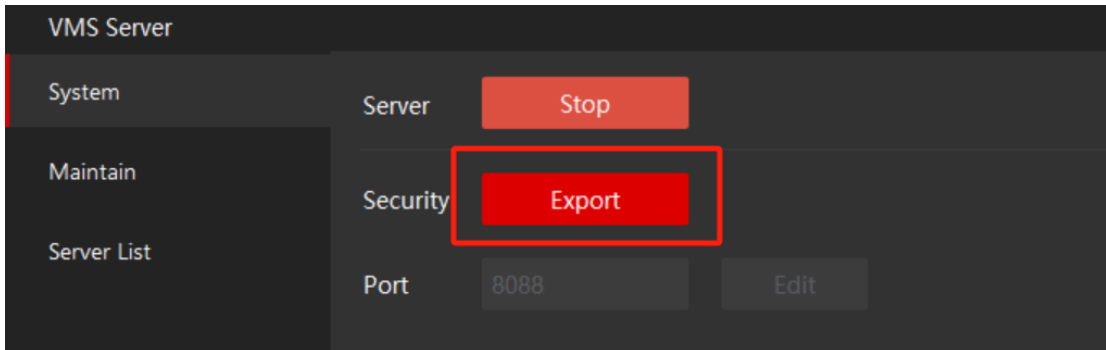 VMS Server
System
Maintain
Server List
Server Stop
Security Export
Port 8088 Edit